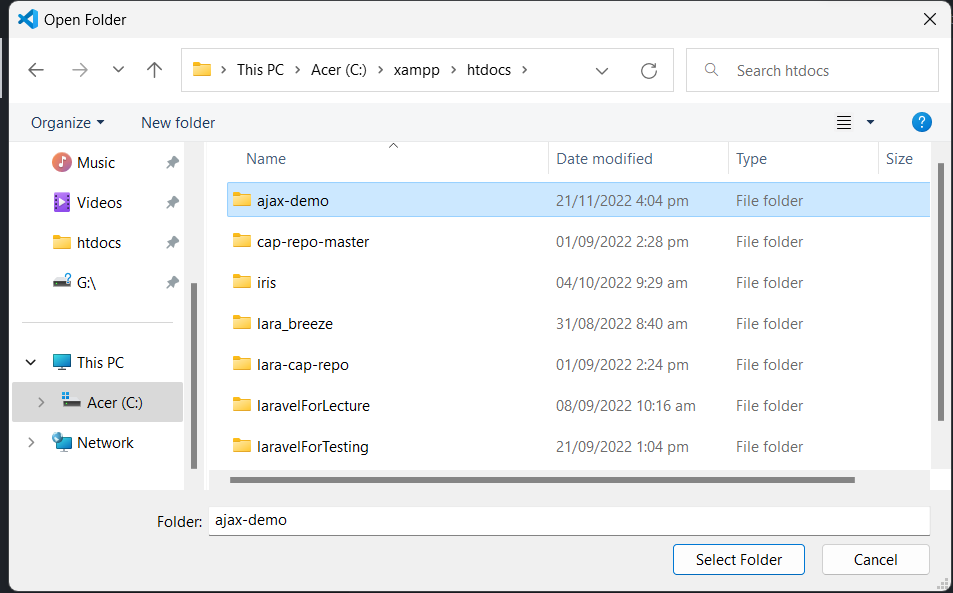 Open Folder
This PC Acer (C:) xampp htdocs
Search htdocs
Organize New folder
?
Name Date modified Type Size
Music
Videos
htdocs
G:\
This PC
Acer (C:)
Network
ajax-demo 21/11/2022 4:04 pm File folder
cap-repo-master 01/09/2022 2:28 pm File folder
iris 04/10/2022 9:29 am File folder
lara_breeze 31/08/2022 8:40 am File folder
lara-cap-repo 01/09/2022 2:24 pm File folder
laravelForLecture 08/09/2022 10:16 am File folder
laravelForTesting 21/09/2022 1:04 pm File folder
Folder: ajax-demo
Select Folder Cancel